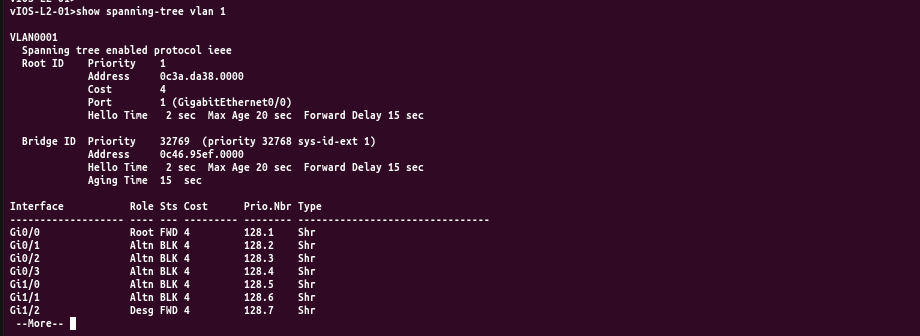 vIOS-L2-01>show spanning-tree vlan 1
VLAN0001
  Spanning tree enabled protocol ieee
  Root ID    Priority    1
             Address     0c3a.da38.0000
             Cost        4
             Port        1 (GigabitEthernet0/0)
             Hello Time   2 sec  Max Age 20 sec  Forward Delay 15 sec
  Bridge ID  Priority    32769  (priority 32768 sys-id-ext 1)
             Address     0c46.95ef.0000
             Hello Time   2 sec  Max Age 20 sec  Forward Delay 15 sec
             Aging Time  15  sec
Interface           Role Sts Cost      Prio.Nbr Type
------------------- ---- --- --------- -------- --------------------------------
Gi0/0               Root FWD 4         128.1    Shr
Gi0/1               Altn BLK 4         128.2    Shr
Gi0/2               Altn BLK 4         128.3    Shr
Gi0/3               Altn BLK 4         128.4    Shr
Gi1/0               Altn BLK 4         128.5    Shr
Gi1/1               Altn BLK 4         128.6    Shr
Gi1/2               Desg FWD 4         128.7    Shr
 --More--